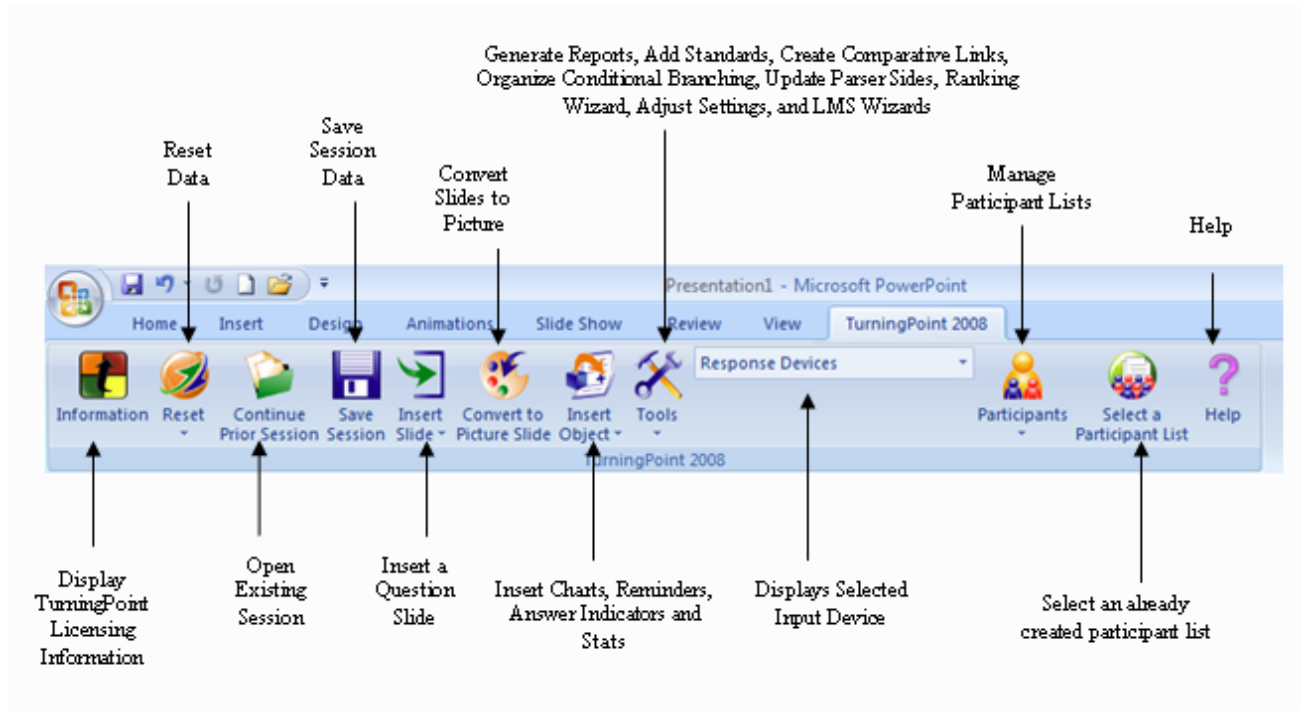 Generate Reports, Add Standards, Create Comparative Links,
Organize Conditional Branching, Update Parser Sides, Ranking
Wizard, Adjust Settings, and LMS Wizards
Save
Session
Data
Reset
Data
Convert
Slides to
Picture
Manage
Participant Lists
Help
Presentation1 - Microsoft PowerPoint
Home Insert Design Animations Slide Show Review View TurningPoint 2008
Response Devices
Information
Reset
Continue
Prior Session
Save
Session
Insert
Slide
Convert to
Picture Slide
Insert
Object
Tools
Participants
Select a
Participant List
Help
TurningPoint 2008
Display
TurningPoint
Licensing
Information
Open
Existing
Session
Insert a
Question
Slide
Insert Charts, Reminders,
Answer Indicators and
Stats
Displays Selected
Input Device
Select an already
created participant list